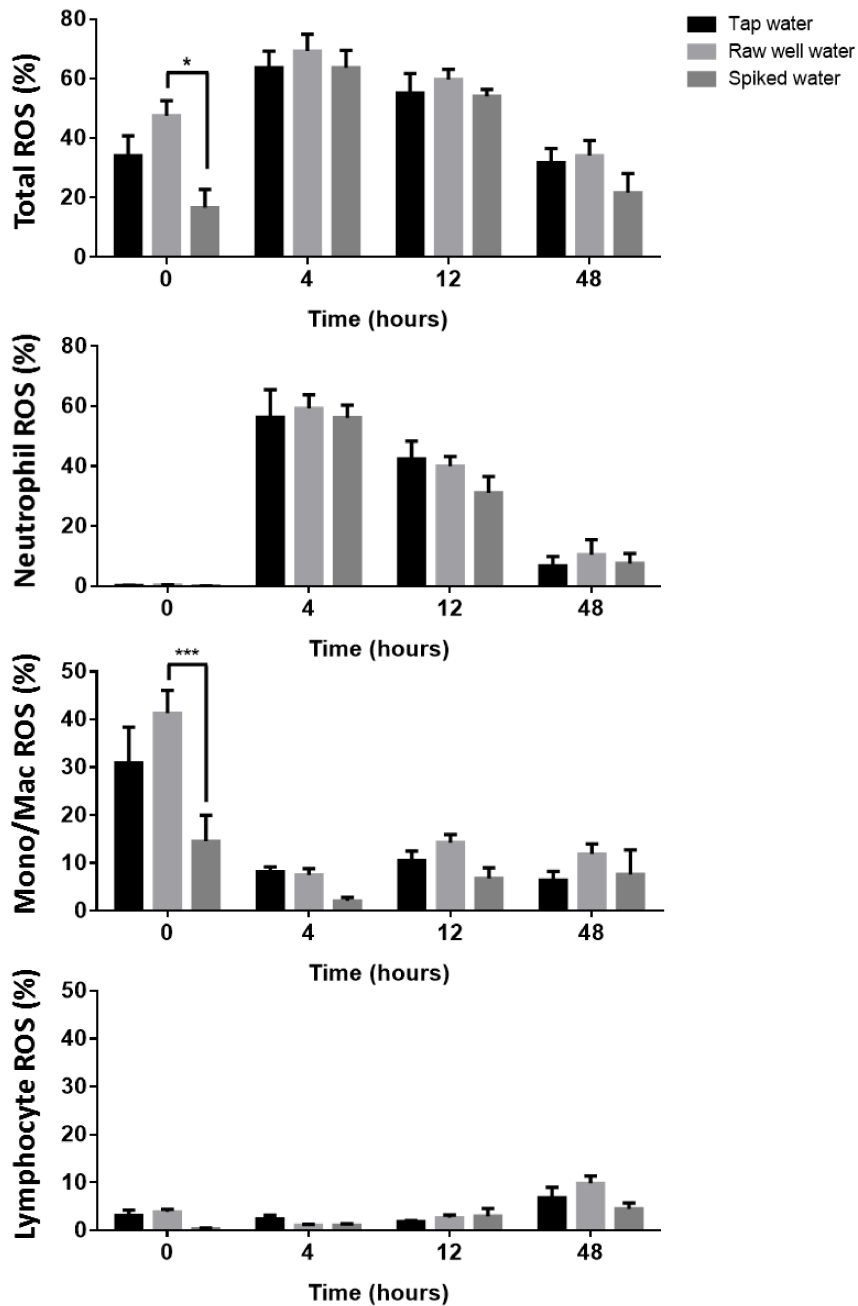 Total ROS (%)
80
60
40
20
0
*
0 4 12 48
Time (hours)
Tap water
Raw well water
Spiked water
Neutrophil ROS (%)
80
60
40
20
0
0 4 12 48
Time (hours)
Mono/Mac ROS (%)
50
40
30
20
10
0
***
0 4 12 48
Time (hours)
Lymphocyte ROS (%)
50
40
30
20
10
0
0 4 12 48
Time (hours)